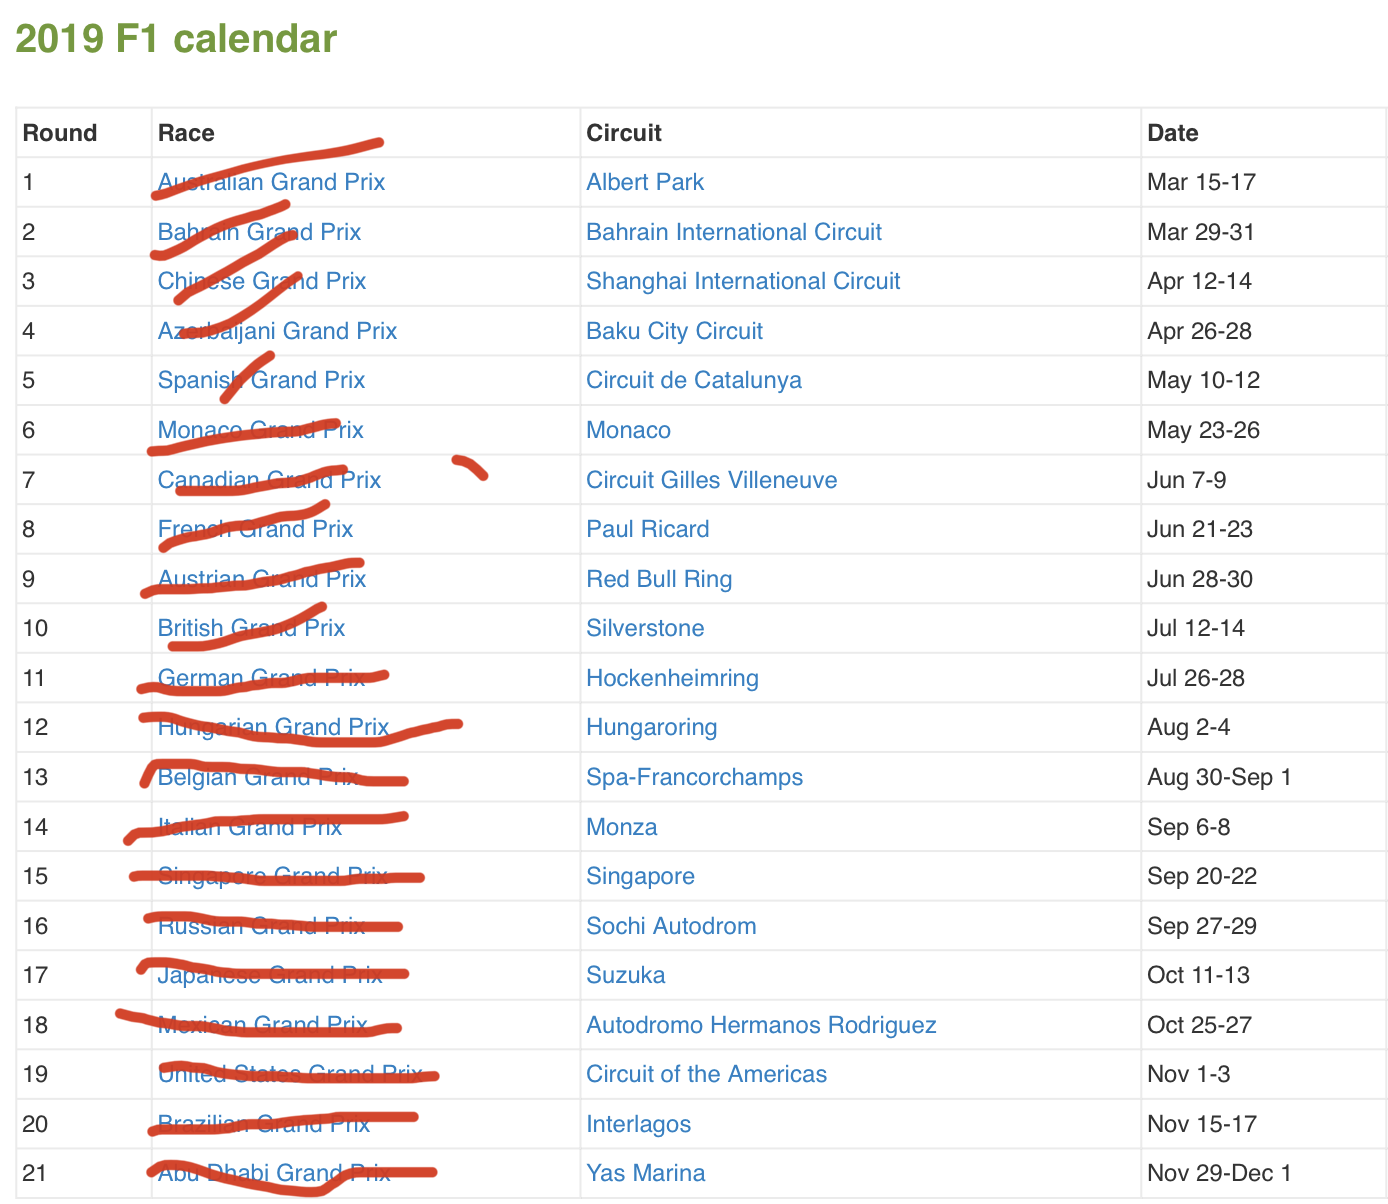 2019 F1 calendar
Round Race Circuit Date
1 Australian Grand Prix Albert Park Mar 15-17
2 Bahrain Grand Prix Bahrain International Circuit Mar 29-31
3 Chinese Grand Prix Shanghai International Circuit Apr 12-14
4 Azerbaijani Grand Prix Baku City Circuit Apr 26-28
5 Spanish Grand Prix Circuit de Catalunya May 10-12
6 Monaco Grand Prix Monaco May 23-26
7 Canadian Grand Prix Circuit Gilles Villeneuve Jun 7-9
8 French Grand Prix Paul Ricard Jun 21-23
9 Austrian Grand Prix Red Bull Ring Jun 28-30
10 British Grand Prix Silverstone Jul 12-14
11 German Grand Prix Hockenheimring Jul 26-28
12 Hungarian Grand Prix Hungaroring Aug 2-4
13 Belgian Grand Prix Spa-Francorchamps Aug 30-Sep 1
14 Italian Grand Prix Monza Sep 6-8
15 Singapore Grand Prix Singapore Sep 20-22
16 Russian Grand Prix Sochi Autodrom Sep 27-29
17 Japanese Grand Prix Suzuka Oct 11-13
18 Mexican Grand Prix Autodromo Hermanos Rodriguez Oct 25-27
19 United States Grand Prix Circuit of the Americas Nov 1-3
20 Brazilian Grand Prix Interlagos Nov 15-17
21 Abu Dhabi Grand Prix Yas Marina Nov 29-Dec 1